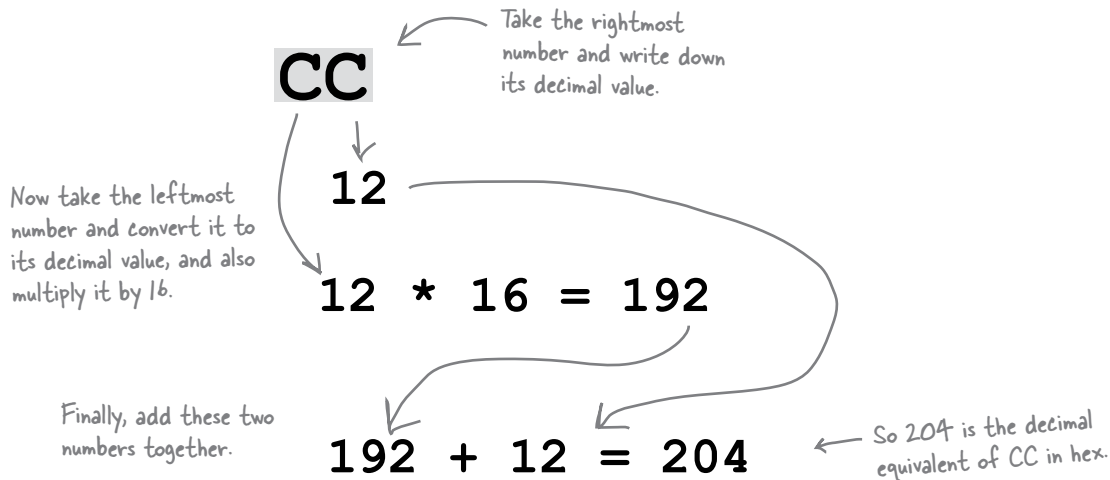 Take the rightmost
number and write down
its decimal value.
CC
12
Now take the leftmost
number and convert it to
its decimal value, and also
multiply it by 16.
12 * 16 = 192
Finally, add these two
numbers together.
192 + 12 = 204
So 204 is the decimal
equivalent of CC in hex.